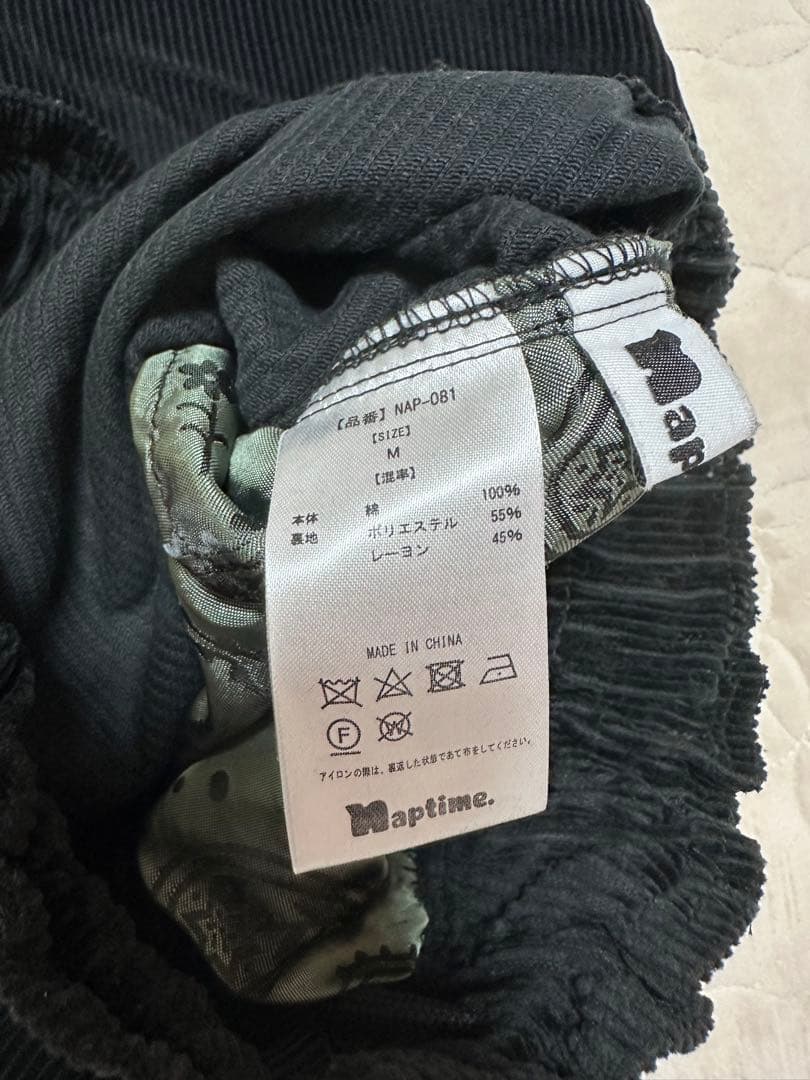 【品番】NAP-081
【SIZE】
M
【混率】
本体 綿 100%
裏地 ポリエステル 55%
レーヨン 45%
MADE IN CHINA
F W
アイロンの際は、裏返した状態であて布をしてください。
naptime.
nap